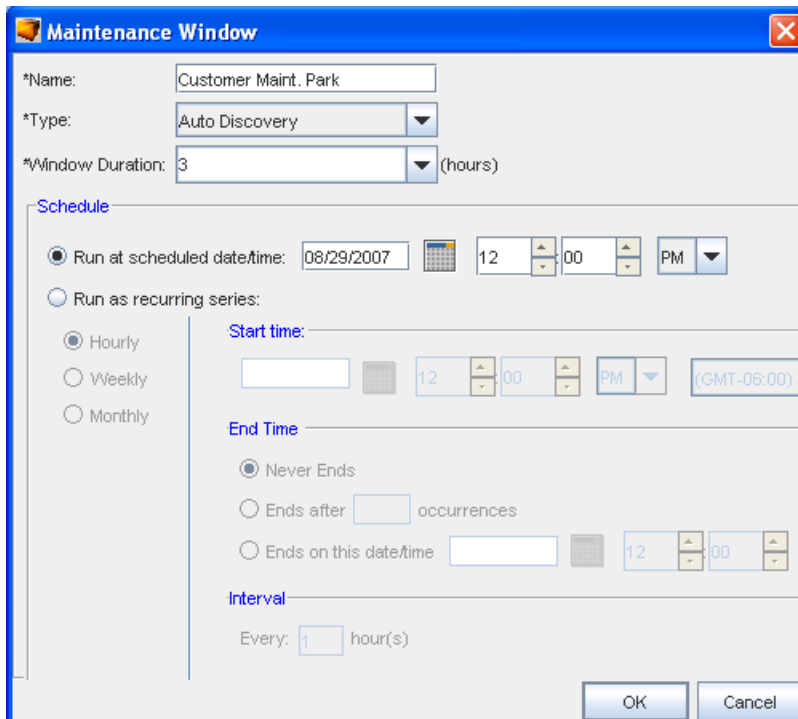 Maintenance Window
*Name: Customer Maint. Park
*Type: Auto Discovery
*Window Duration: 3 (hours)
Schedule
Run at scheduled date/time: 08/29/2007 12 : 00 PM
Run as recurring series:
Hourly
Weekly
Monthly
Start time:
12 : 00 PM (GMT-06:00)
End Time
Never Ends
Ends after occurrences
Ends on this date/time 12 : 00
Interval
Every: 1 hour(s)
OK Cancel